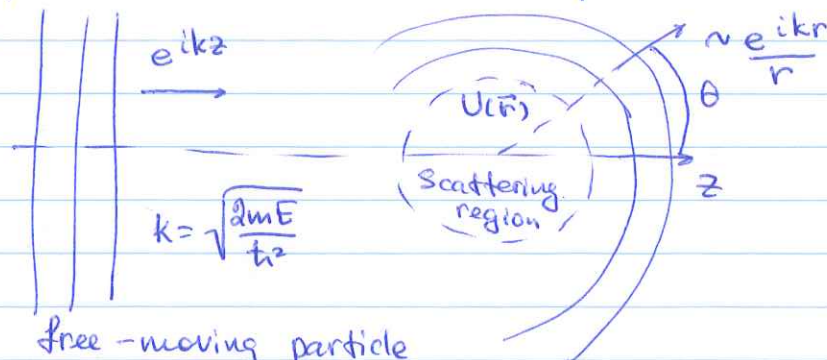 e^{ikz}
~ e^{ikr}/r
θ
U(r⃗)
z
Scattering
region
k = √(2mE/ħ²)
free-moving particle